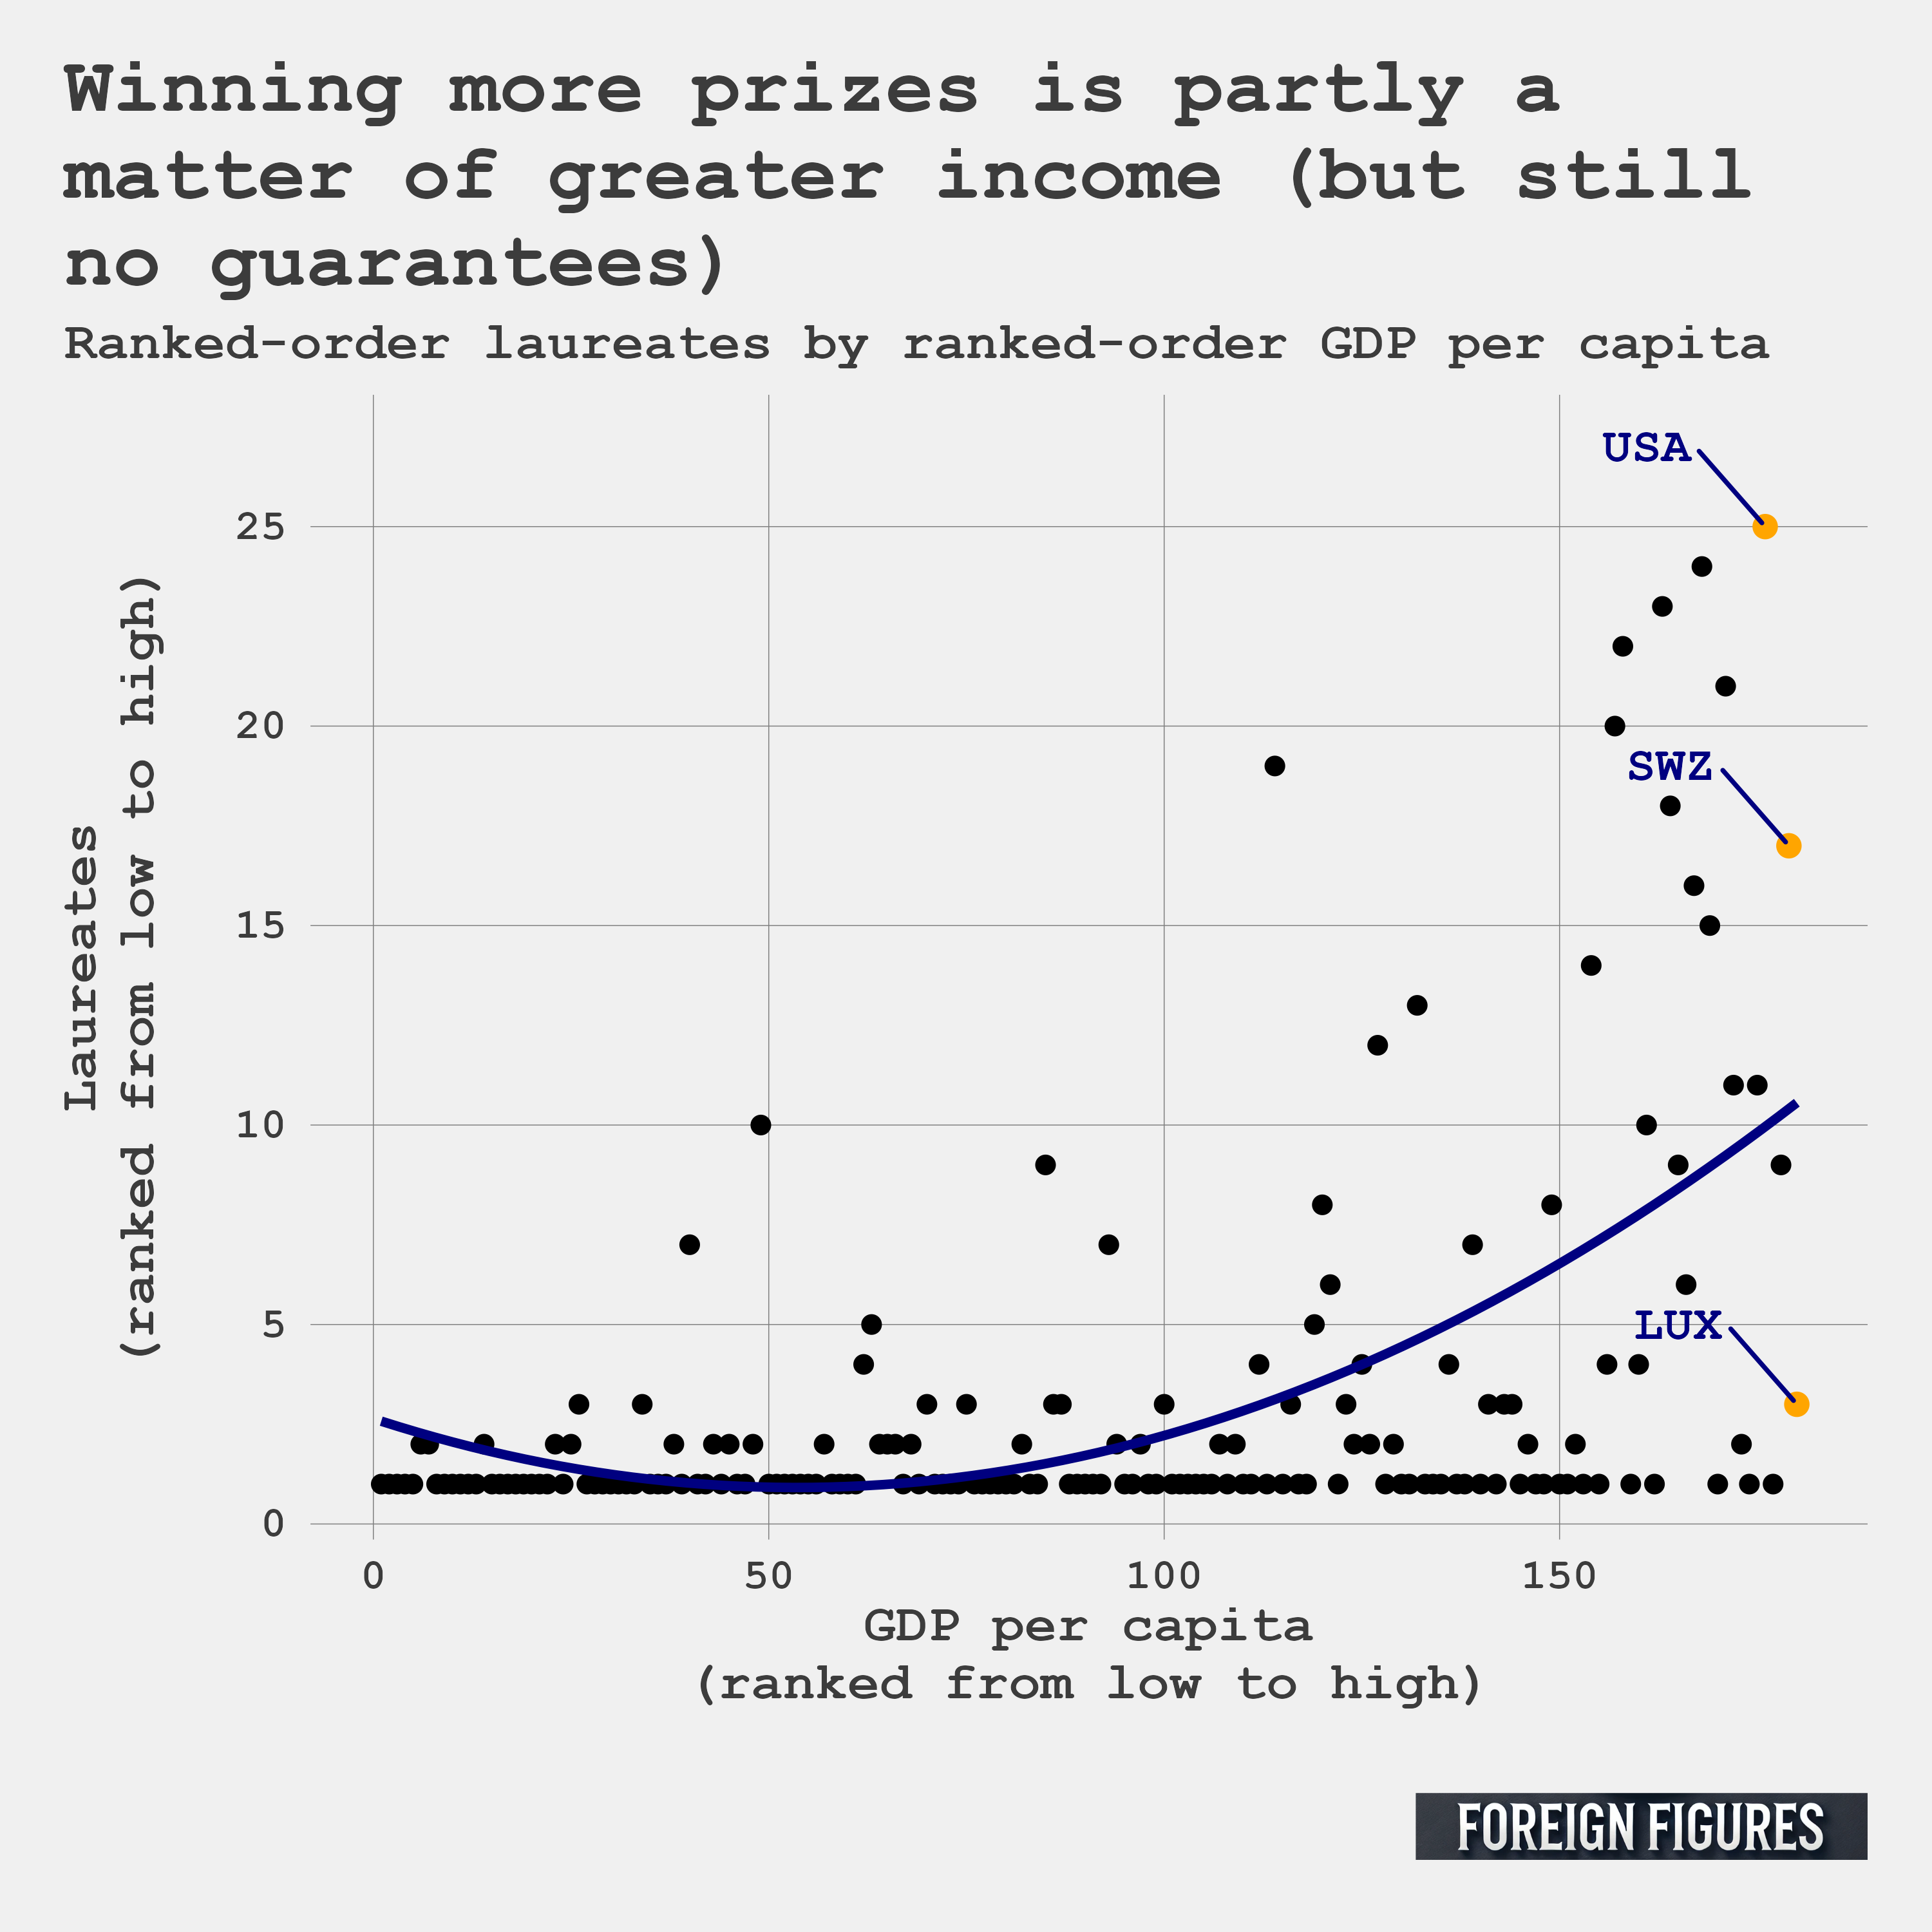 Winning more prizes is partly a
matter of greater income (but still
no guarantees)
Ranked-order laureates by ranked-order GDP per capita
Laureates
(ranked from low to high)
25
20
15
10
5
0
USA
SWZ
LUX
0 50 100 150
GDP per capita
(ranked from low to high)
FOREIGN FIGURES